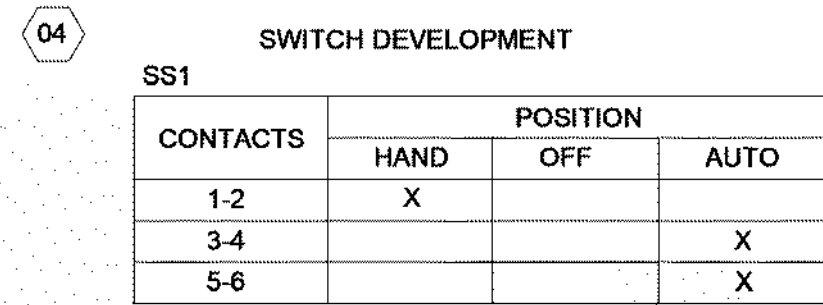 04
SWITCH DEVELOPMENT
SS1
CONTACTS POSITION
HAND OFF AUTO
1-2 X
3-4 X
5-6 X